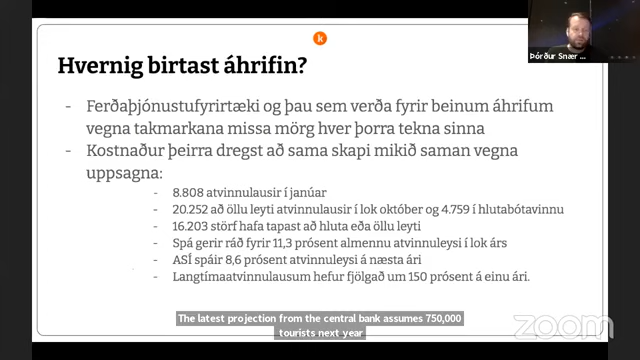 k
Þórður Snær ...
Hvernig birtast áhrifin?
- Ferðaþjónustufyrirtæki og þau sem verða fyrir beinum áhrifum
vegna takmarkana missa mörg hver þorra tekna sinna
- Kostnaður þeirra dregst að sama skapi mikið saman vegna
uppsagna:
- 8.808 atvinnulausir í janúar
- 20.252 að öllu leyti atvinnulausir í lok október og 4.759 í hlutabótavinnu
- 16.203 störf hafa tapast að hluta eða öllu leyti
- Spá gerir ráð fyrir 11,3 prósent almennu atvinnuleysi í lok árs
- ASÍ spáir 8,6 prósent atvinnuleysi á næsta ári
- Langtímaatvinnulausum hefur fjölgað um 150 prósent á einu ári.
The latest projection from the central bank assumes 750,000
tourists next year
zoom